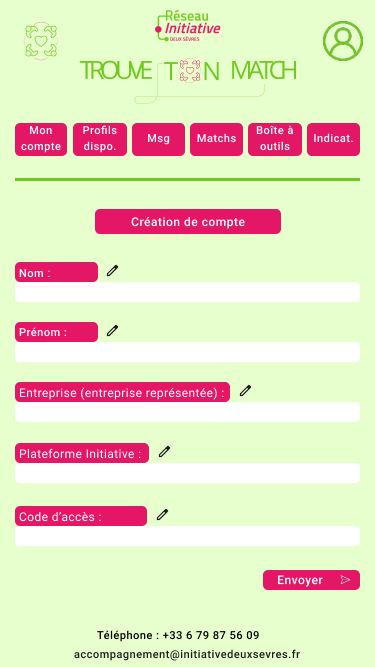 Réseau
Initiative
DEUX SÈVRES
TROUVE TON MATCH
Mon compte
Profils dispo.
Msg
Matchs
Boîte à outils
Indicat.
Création de compte
Nom :
Prénom :
Entreprise (entreprise représentée) :
Plateforme Initiative :
Code d'accès :
Envoyer
Téléphone : +33 6 79 87 56 09
accompagnement@initiativedeuxsevres.fr